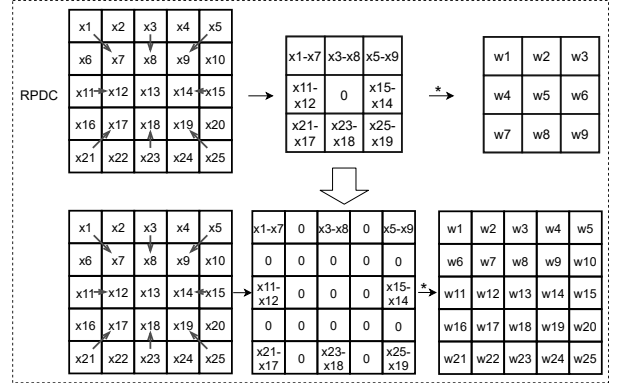 x1 x2 x3 x4 x5
x6 x7 x8 x9 x10
x11 x12 x13 x14 x15
x16 x17 x18 x19 x20
x21 x22 x23 x24 x25
RPDC
x1-x7 x3-x8 x5-x9
x11-x12 0 x15-x14
x21-x17 x23-x18 x25-x19
*
w1 w2 w3
w4 w5 w6
w7 w8 w9
x1 x2 x3 x4 x5
x6 x7 x8 x9 x10
x11 x12 x13 x14 x15
x16 x17 x18 x19 x20
x21 x22 x23 x24 x25
x1-x7 0 x3-x8 0 x5-x9
0 0 0 0 0
x11-x12 0 0 0 x15-x14
0 0 0 0 0
x21-x17 0 x23-x18 0 x25-x19
*
w1 w2 w3 w4 w5
w6 w7 w8 w9 w10
w11 w12 w13 w14 w15
w16 w17 w18 w19 w20
w21 w22 w23 w24 w25